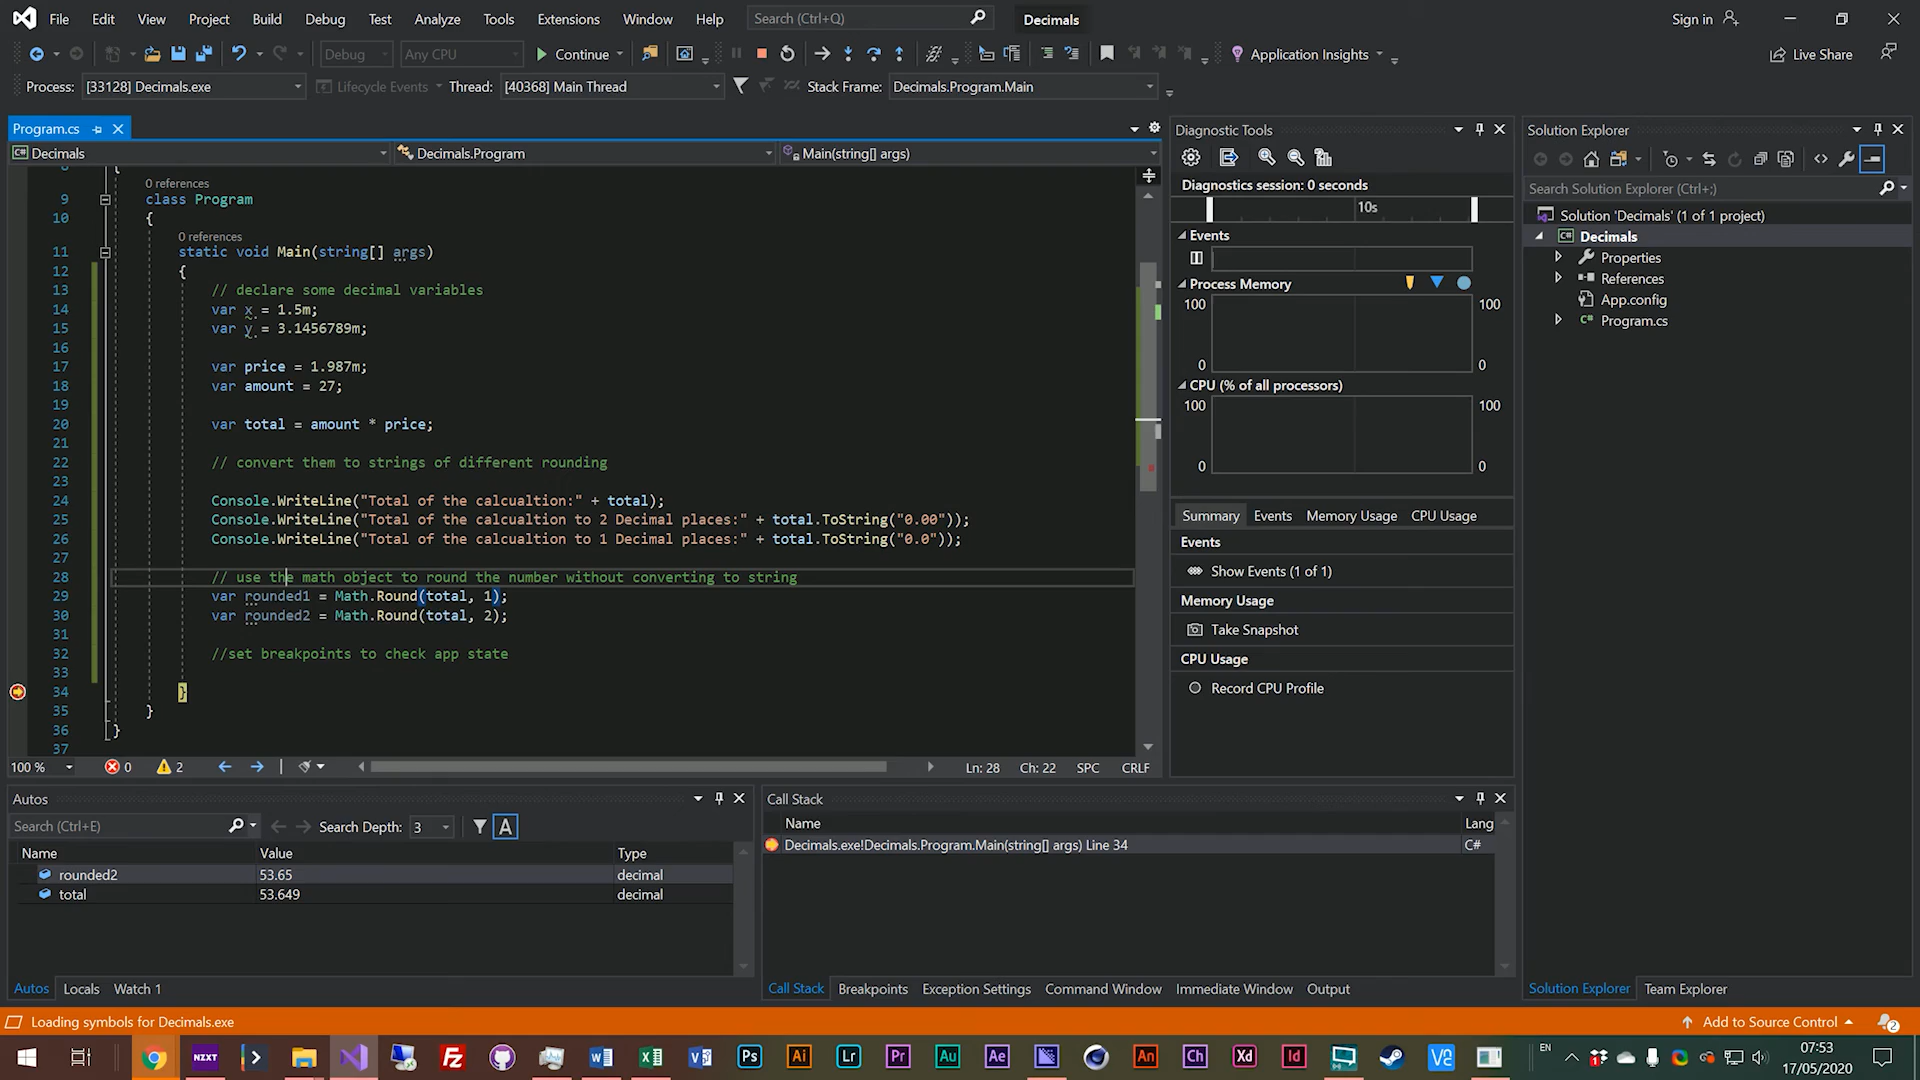 File Edit View Project Build Debug Test Analyze Tools Extensions Window Help Search (Ctrl+Q) Decimals Sign in
Debug Any CPU Continue Application Insights Live Share
Process: [33128] Decimals.exe Lifecycle Events Thread: [40368] Main Thread Stack Frame: Decimals.Program.Main
Program.cs
Decimals Decimals.Program Main(string[] args)
8 {
0 references
9 class Program
10 {
0 references
11 static void Main(string[] args)
12 {
13 // declare some decimal variables
14 var x = 1.5m;
15 var y = 3.1456789m;
16
17 var price = 1.987m;
18 var amount = 27;
19
20 var total = amount * price;
21
22 // convert them to strings of different rounding
23
24 Console.WriteLine("Total of the calcualtion:" + total);
25 Console.WriteLine("Total of the calcualtion to 2 Decimal places:" + total.ToString("0.00"));
26 Console.WriteLine("Total of the calcualtion to 1 Decimal places:" + total.ToString("0.0"));
27
28 // use the math object to round the number without converting to string
29 var rounded1 = Math.Round(total, 1);
30 var rounded2 = Math.Round(total, 2);
31
32 //set breakpoints to check app state
33
34 }
35 }
36 }
37
100 % 0 2 Ln: 28 Ch: 22 SPC CRLF
Diagnostic Tools
Diagnostics session: 0 seconds
10s
Events
Process Memory
100 100
0 0
CPU (% of all processors)
100 100
0 0
Summary Events Memory Usage CPU Usage
Events
Show Events (1 of 1)
Memory Usage
Take Snapshot
CPU Usage
Record CPU Profile
Solution Explorer
Search Solution Explorer (Ctrl+;)
Solution 'Decimals' (1 of 1 project)
C# Decimals
Properties
References
App.config
C# Program.cs
Autos
Search (Ctrl+E) Search Depth: 3 A
Name Value Type
rounded2 53.65 decimal
total 53.649 decimal
Autos Locals Watch 1
Call Stack
Name Lang
Decimals.exe!Decimals.Program.Main(string[] args) Line 34 C#
Call Stack Breakpoints Exception Settings Command Window Immediate Window Output
Solution Explorer Team Explorer
Loading symbols for Decimals.exe Add to Source Control 2
NZXT Fz Ps Ai Lr Pr Au Ae An Ch Xd Id V2 EN 07:53
17/05/2020